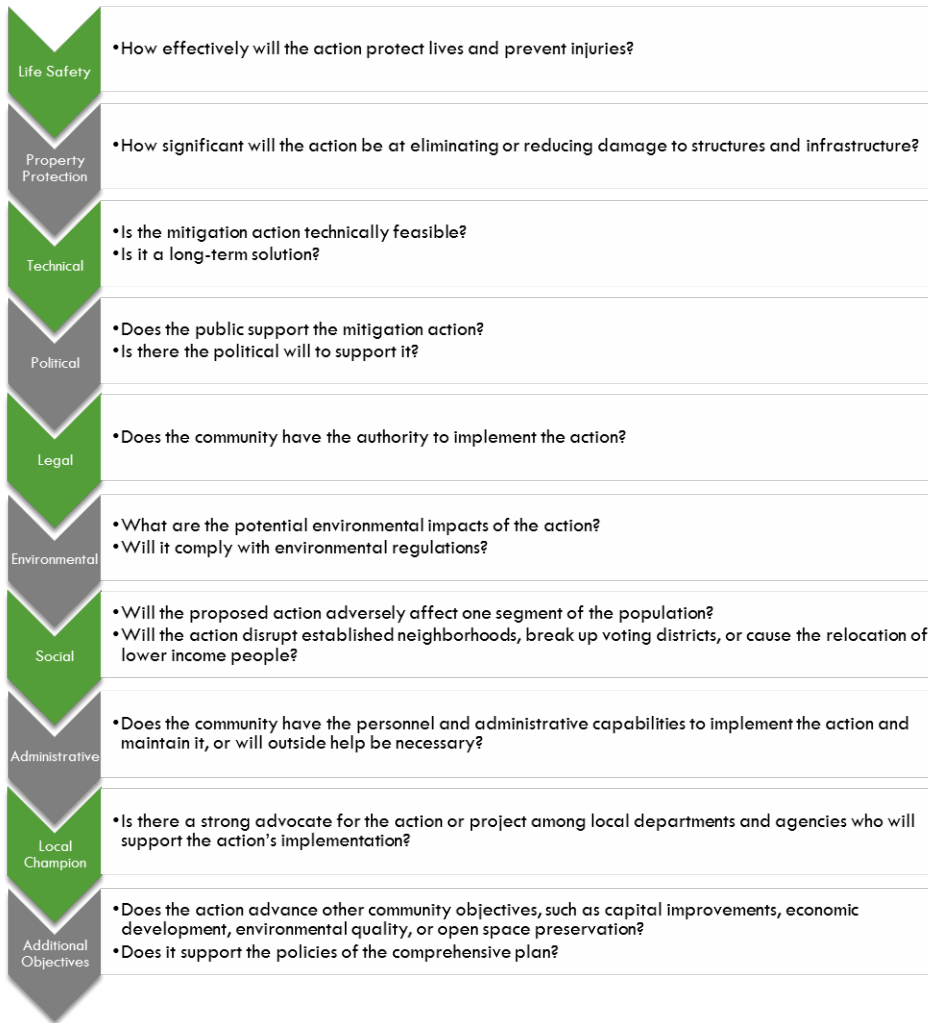 Life Safety
•How effectively will the action protect lives and prevent injuries?
Property
Protection
•How significant will the action be at eliminating or reducing damage to structures and infrastructure?
Technical
•Is the mitigation action technically feasible?
•Is it a long-term solution?
Political
•Does the public support the mitigation action?
•Is there the political will to support it?
Legal
•Does the community have the authority to implement the action?
Environmental
•What are the potential environmental impacts of the action?
•Will it comply with environmental regulations?
Social
•Will the proposed action adversely affect one segment of the population?
•Will the action disrupt established neighborhoods, break up voting districts, or cause the relocation of
lower income people?
Administrative
•Does the community have the personnel and administrative capabilities to implement the action and
maintain it, or will outside help be necessary?
Local
Champion
•Is there a strong advocate for the action or project among local departments and agencies who will
support the action's implementation?
Additional
Objectives
•Does the action advance other community objectives, such as capital improvements, economic
development, environmental quality, or open space preservation?
•Does it support the policies of the comprehensive plan?